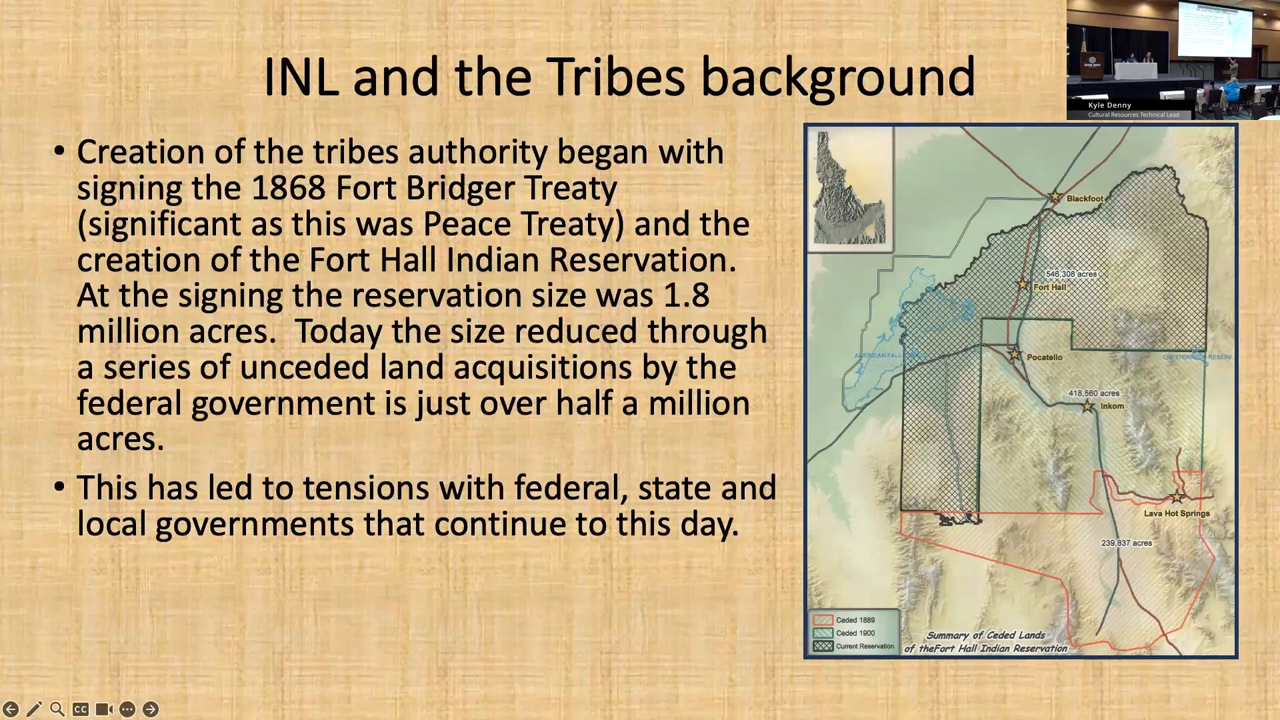 INL and the Tribes background
Kyle Denny
Cultural Resources Technical Lead
• Creation of the tribes authority began with
signing the 1868 Fort Bridger Treaty
(significant as this was Peace Treaty) and the
creation of the Fort Hall Indian Reservation.
At the signing the reservation size was 1.8
million acres.  Today the size reduced through
a series of unceded land acquisitions by the
federal government is just over half a million
acres.
• This has led to tensions with federal, state and
local governments that continue to this day.
Blackfoot
546,308 acres
Fort Hall
Pocatello
418,560 acres
Inkom
Lava Hot Springs
239,837 acres
Ceded 1889
Ceded 1900
Current Reservation
Summary of Ceded Lands
of theFort Hall Indian Reservation
CC